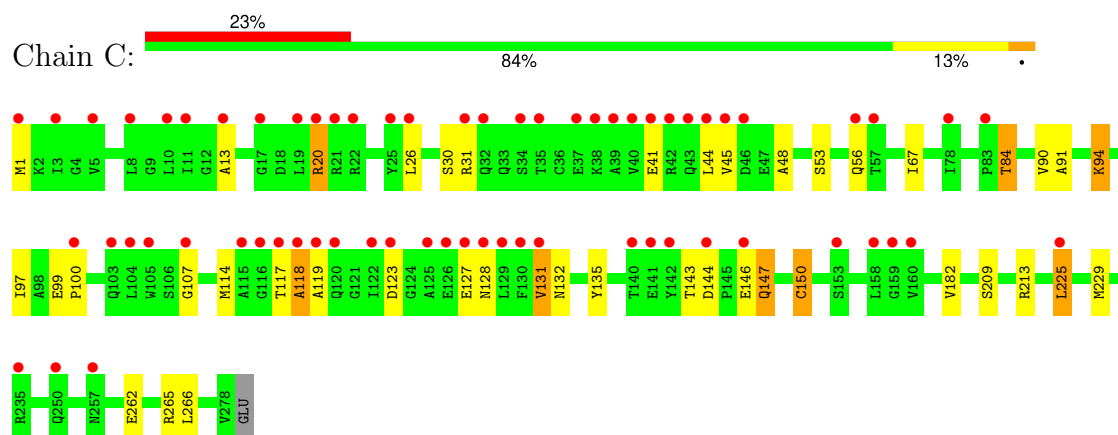 23%
Chain C:
84% 13% •
M1 K2 I3 G4 V5 L8 G9 L10 I11 G12 A13 G17 D18 L19 R20 R21 R22 Y25 L26 S30 R31 Q32 Q33 S34 T35 C36 E37 K38 A39 V40 E41 R42 Q43 L44 V45 D46 E47 A48 S53 Q56 T57 I67 I78 P83 T84 V90 A91 K94
I97 A98 E99 P100 Q103 L104 W105 S106 G107 M114 A115 G116 T117 A118 A119 Q120 G121 I122 D123 G124 A125 E126 E127 N128 L129 F130 V131 N132 Y135 T140 E141 Y142 T143 D144 P145 E146 Q147 C150 S153 L158 G159 V160 V182 S209 R213 L225 M229
R235 Q250 N257 E262 R265 L266 V278 GLU